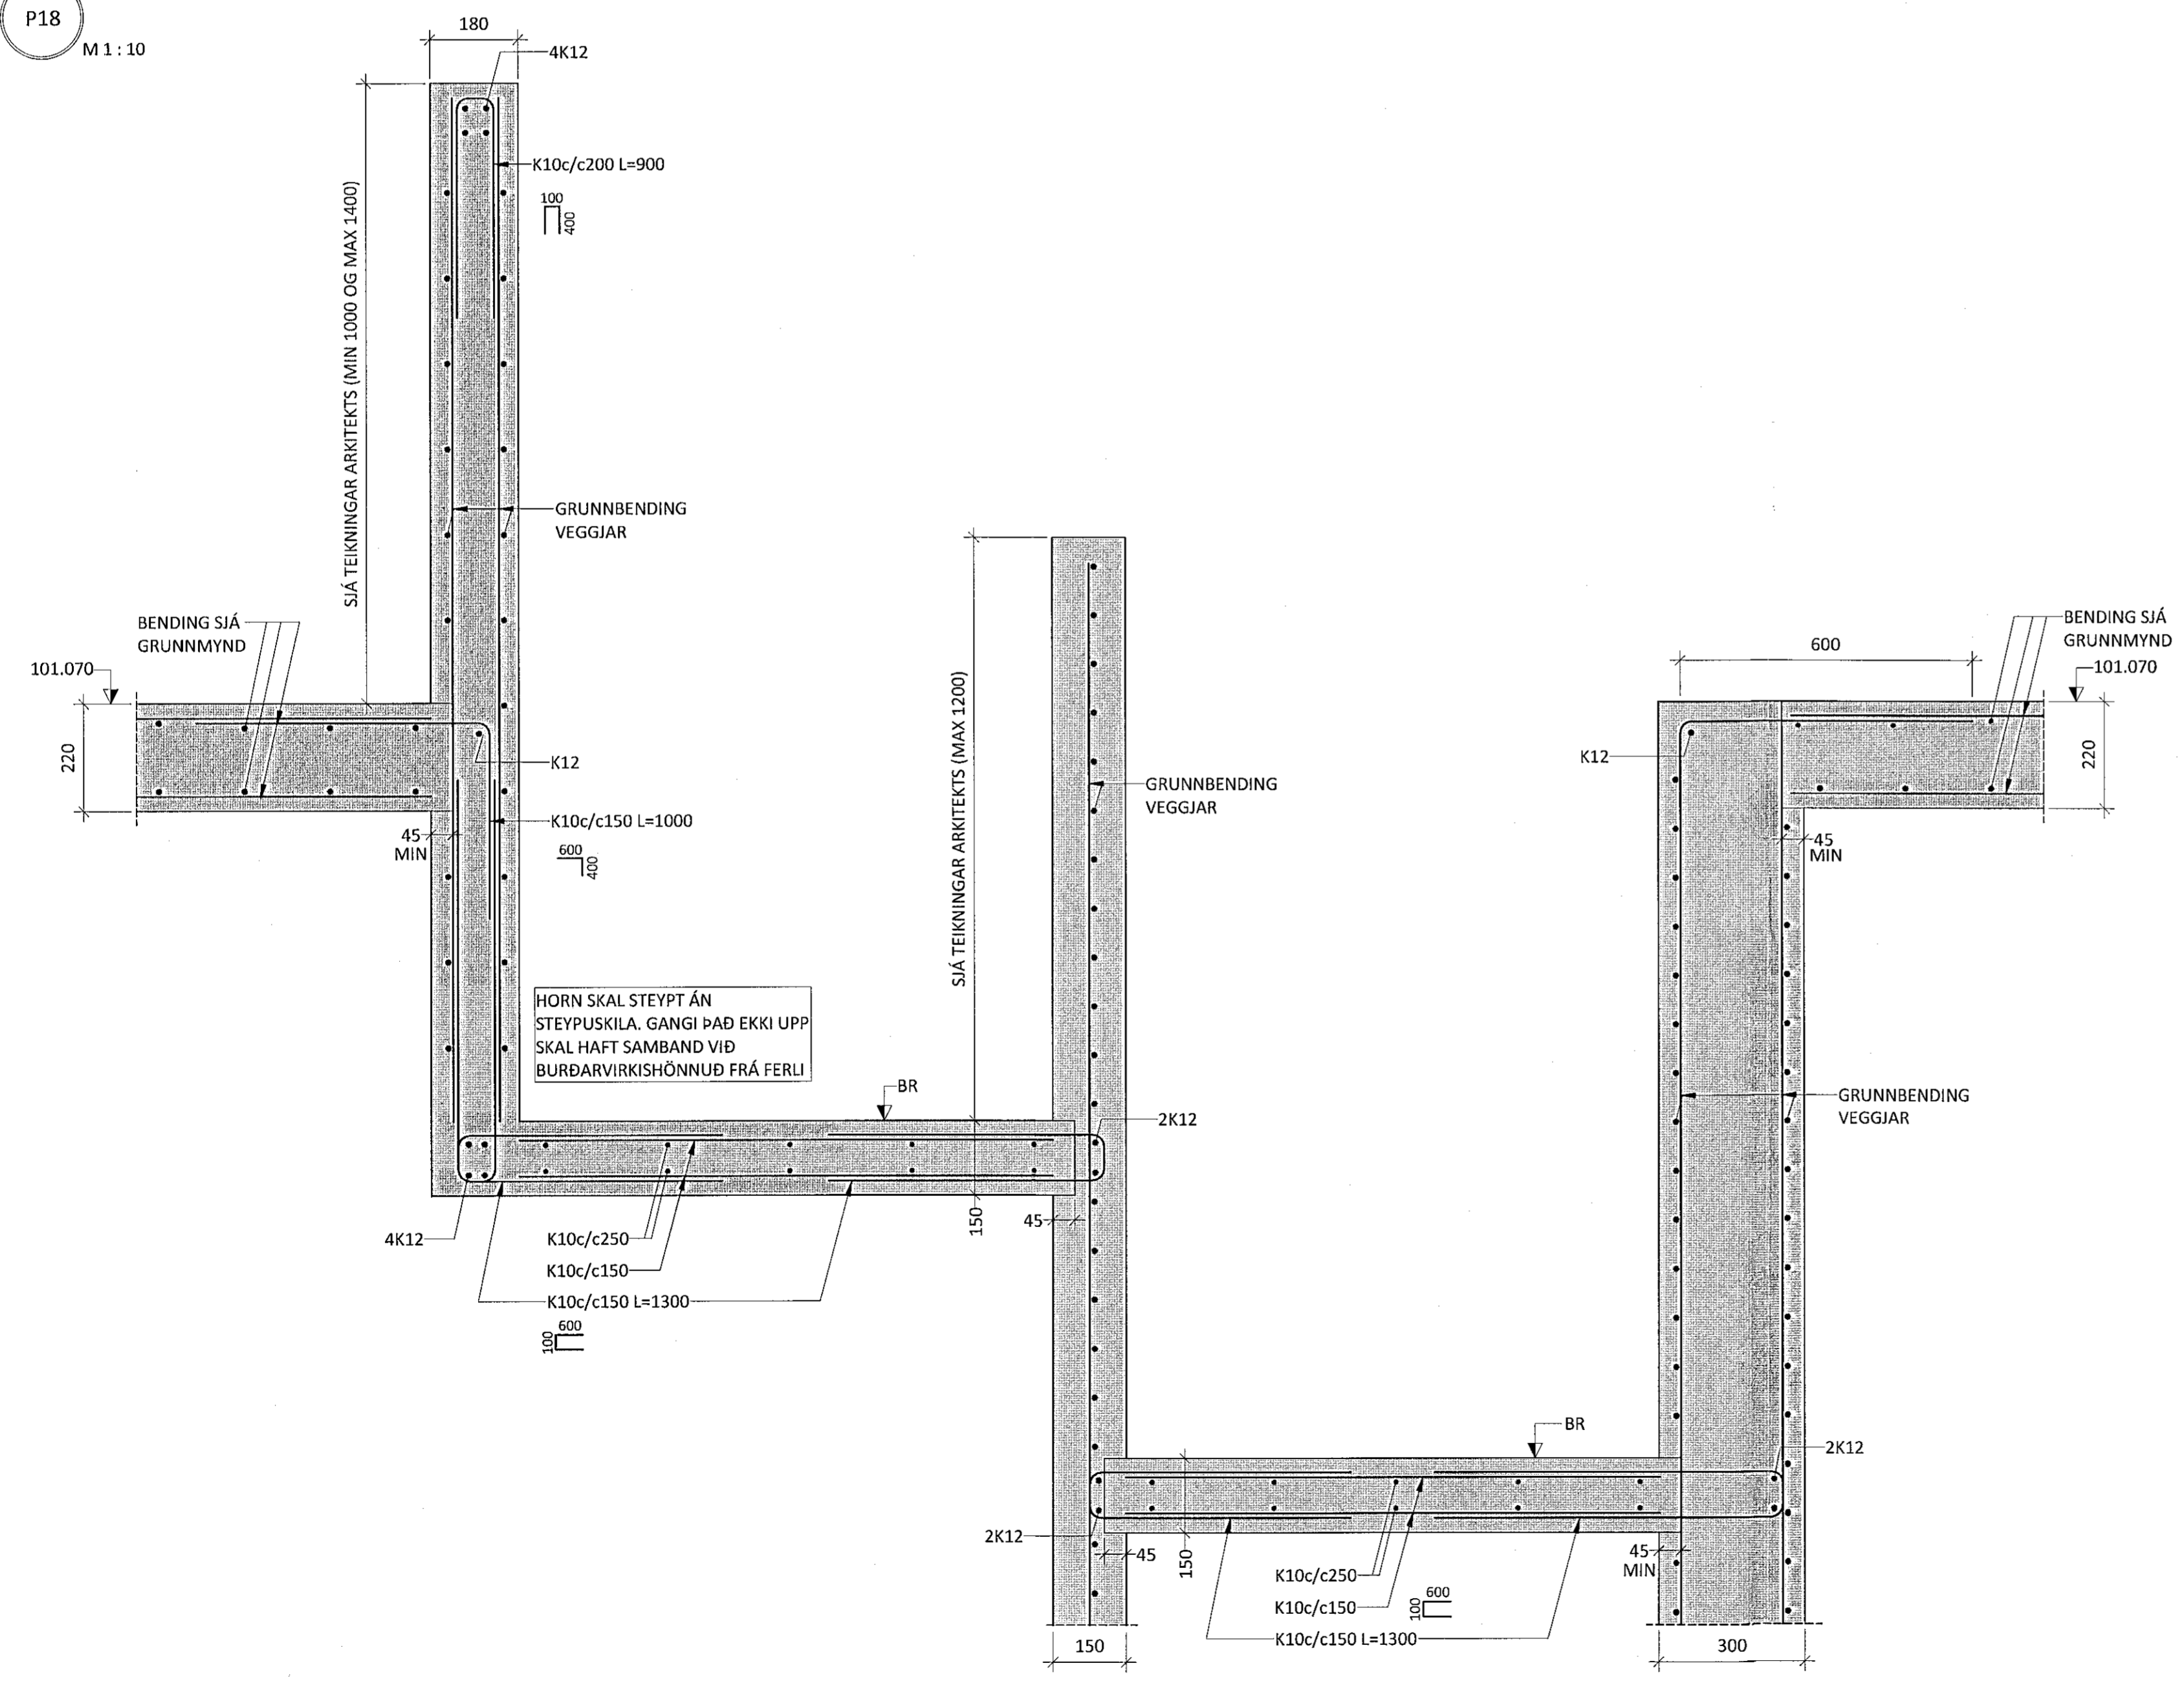 P18
M 1 : 10
180
4K12
K10c/c200 L=900
100
400
SJÁ TEIKNINGAR ARKITEKTS (MIN 1000 OG MAX 1400)
GRUNNBENDING
VEGGJAR
BENDING SJÁ
GRUNNMYND
101.070
220
K12
45
MIN
K10c/c150 L=1000
600
400
HORN SKAL STEYPT ÁN
STEYPUSKILA. GANGI ÞAÐ EKKI UPP
SKAL HAFT SAMBAND VIÐ
BURÐARVIRKISHÖNNUÐ FRÁ FERLI
BR
4K12
K10c/c250
K10c/c150
K10c/c150 L=1300
600
100
SJÁ TEIKNINGAR ARKITEKTS (MAX 1200)
150
45
GRUNNBENDING
VEGGJAR
2K12
2K12
45
150
150
BR
K10c/c250
K10c/c150
600
100
K10c/c150 L=1300
600
BENDING SJÁ
GRUNNMYND
101.070
K12
220
45
MIN
GRUNNBENDING
VEGGJAR
2K12
45
MIN
300